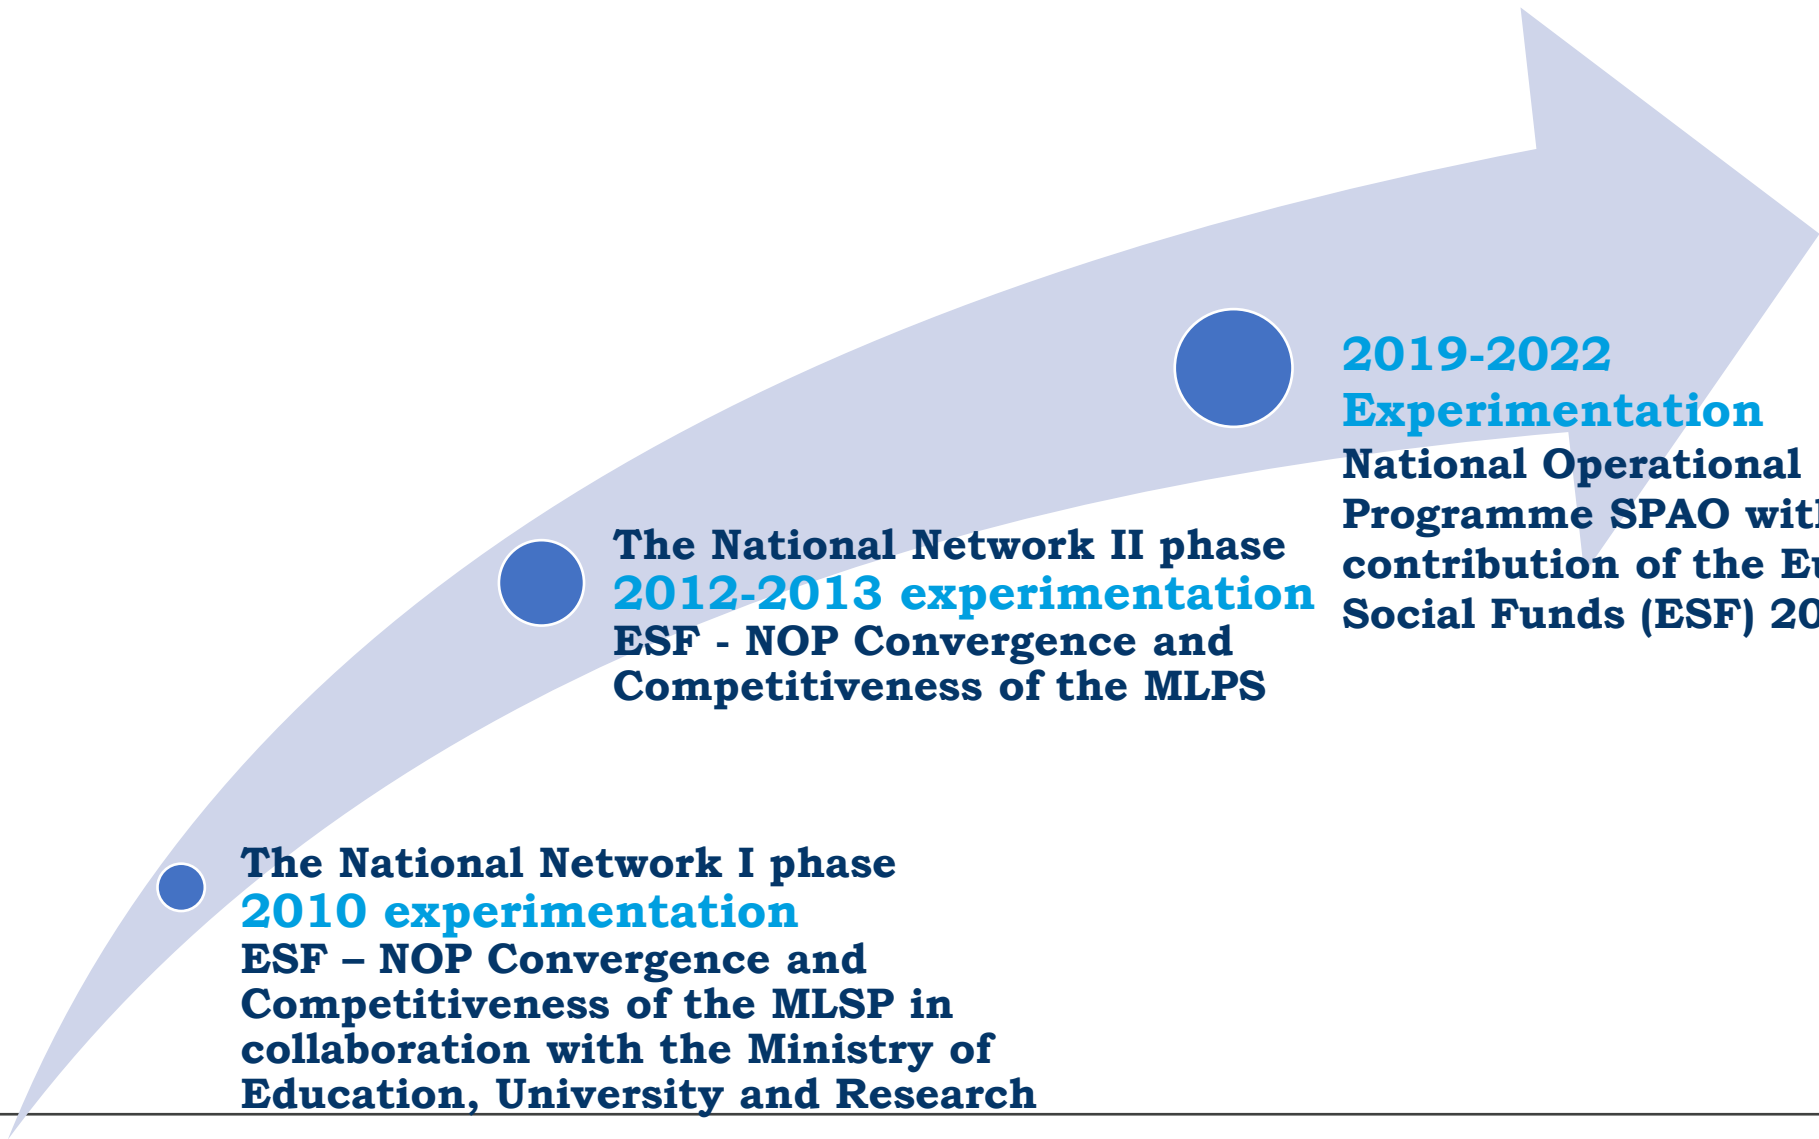 The National Network I phase
2010 experimentation
ESF – NOP Convergence and
Competitiveness of the MLSP in
collaboration with the Ministry of
Education, University and Research
The National Network II phase
2012-2013 experimentation
ESF - NOP Convergence and
Competitiveness of the MLPS
2019-2022
Experimentation
National Operational
Programme SPAO
contribution of the
Social Funds (ESF)